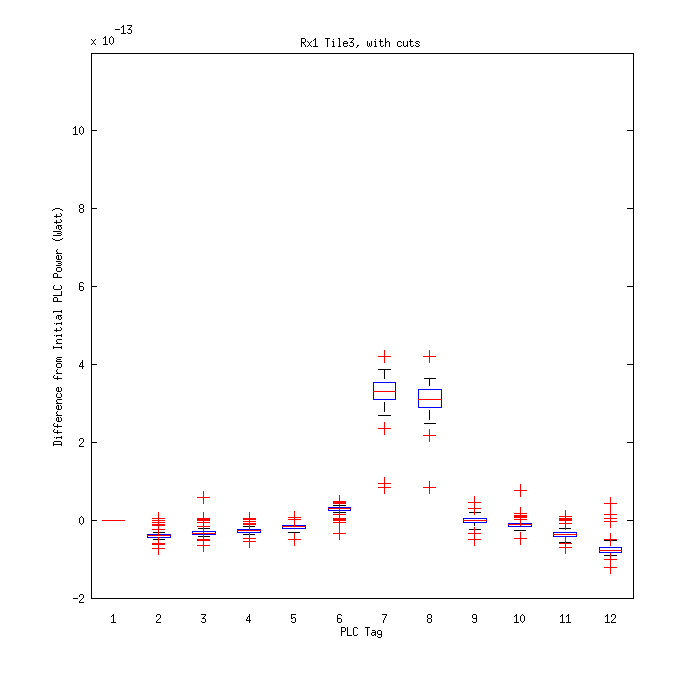 Rx1 Tile3, with cuts
x 10^-13
Difference from Initial PLC Power (Watt)
10
8
6
4
2
0
-2
1 2 3 4 5 6 7 8 9 10 11 12
PLC Tag